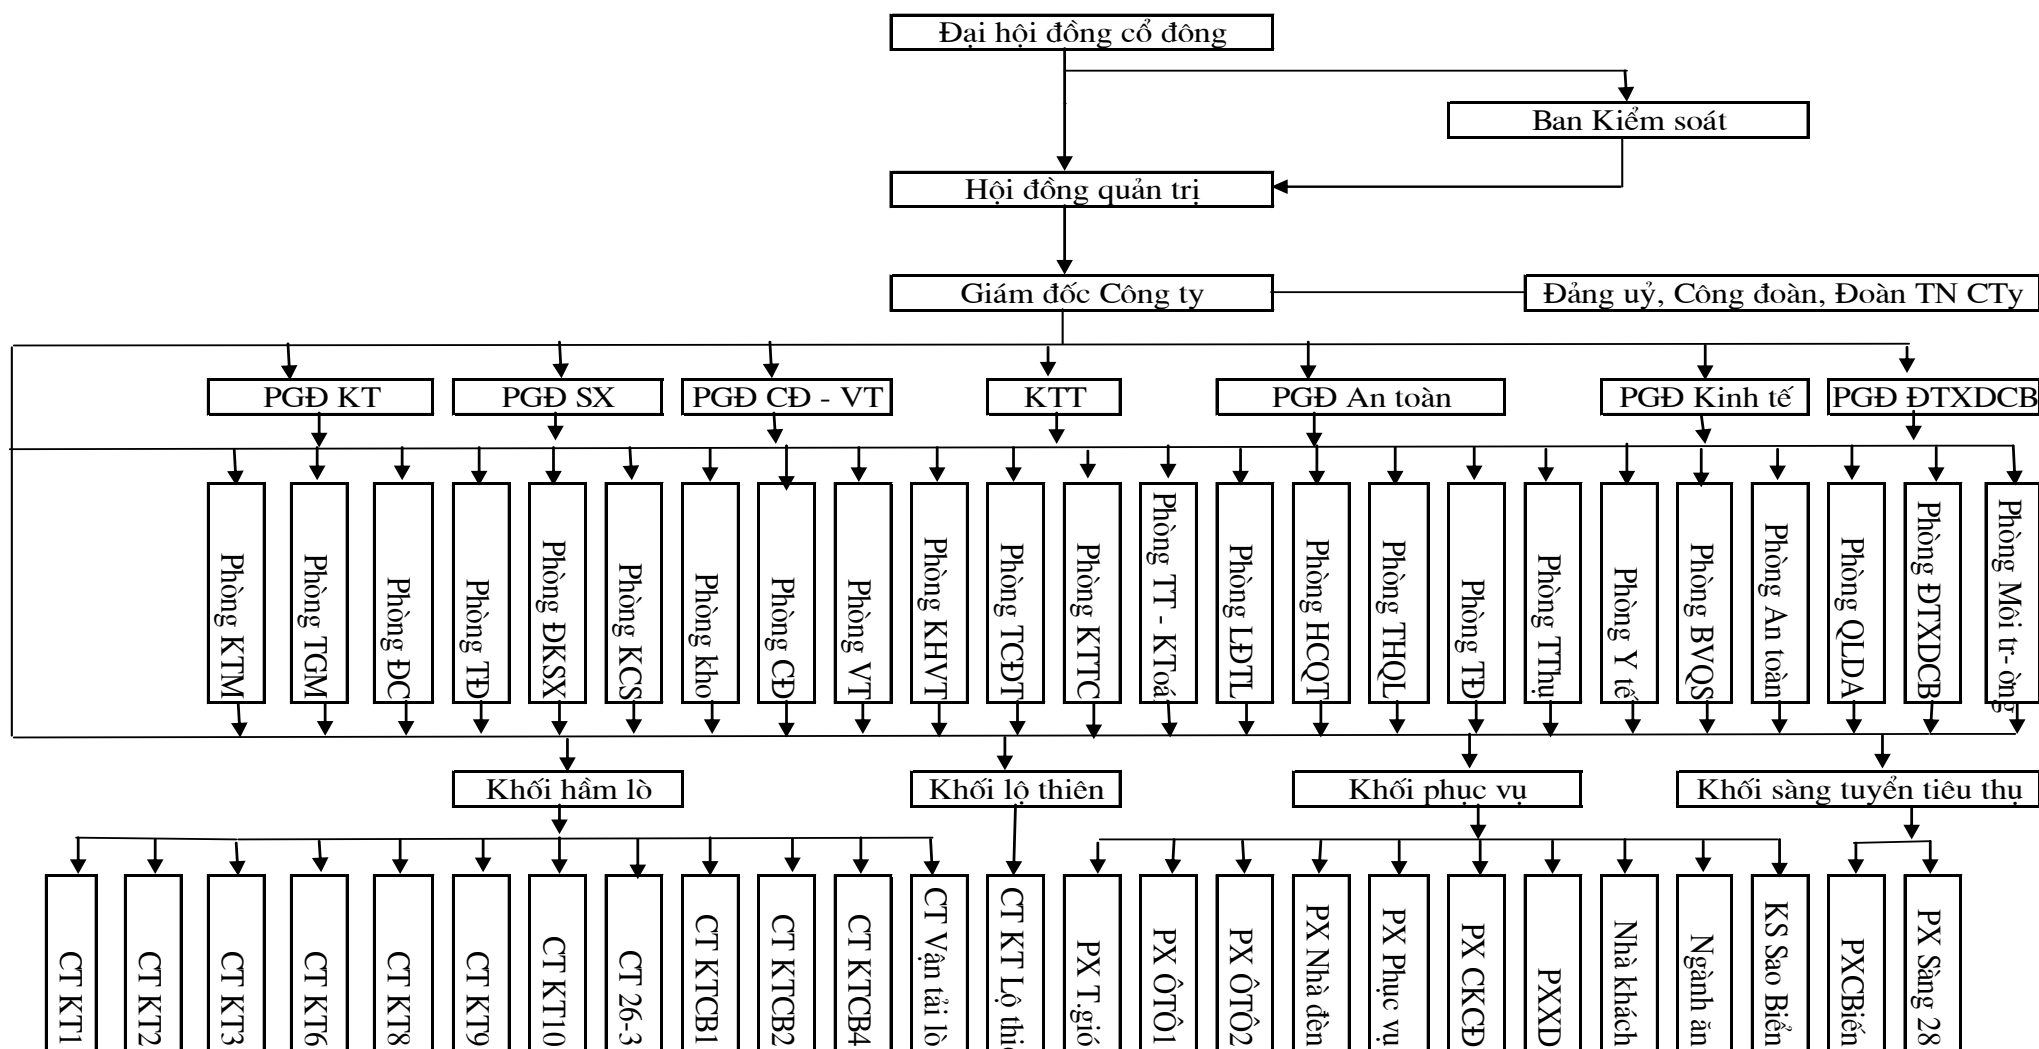 Đại hội đồng cổ đông
Ban Kiểm soát
Hội đồng quản trị
Giám đốc Công ty
Đảng uỷ, Công đoàn, Đoàn TN CTy
PGĐ KT
PGĐ SX
PGĐ CĐ - VT
KTT
PGĐ An toàn
PGĐ Kinh tế
PGĐ ĐTXDCB
Phòng KTM
Phòng TGM
Phòng ĐC
Phòng TĐ
Phòng ĐKSX
Phòng KCS
Phòng kho
Phòng CĐ
Phòng VT
Phòng KHVT
Phòng TCĐT
Phòng KTTC
Phòng TT - KToá
Phòng LĐTL
Phòng HCQT
Phòng THQL
Phòng TĐ
Phòng TThụ
Phòng Y tế
Phòng BVQS
Phòng An toàn
Phòng QLDA
Phòng ĐTXDCB
Phòng Môi tr-ờng
Khối hầm lò
Khối lộ thiên
Khối phục vụ
Khối sàng tuyển tiêu thụ
CT KT1
CT KT2
CT KT3
CT KT6
CT KT8
CT KT9
CT KT10
CT 26-3
CT KTCB1
CT KTCB2
CT KTCB4
CT Vận tải lò
CT KT Lộ thiê
PX T.gió
PX ÔTÔ1
PX ÔTÔ2
PX Nhà đèn
PX Phục vụ
PX CKCĐ
PXXD
Nhà khách
Ngành ăn
KS Sao Biển
PXCBiến
PX Sàng 28